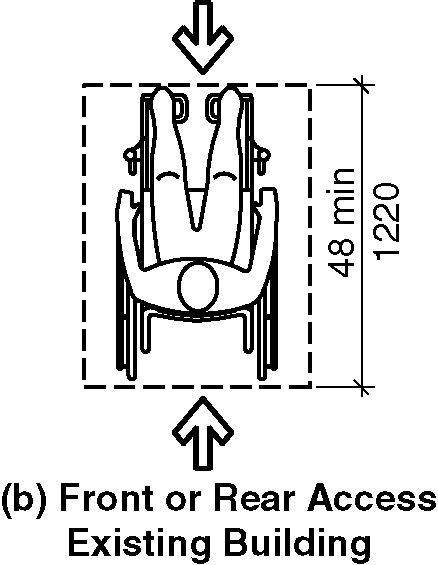 48 min
1220
(b) Front or Rear Access
Existing Building